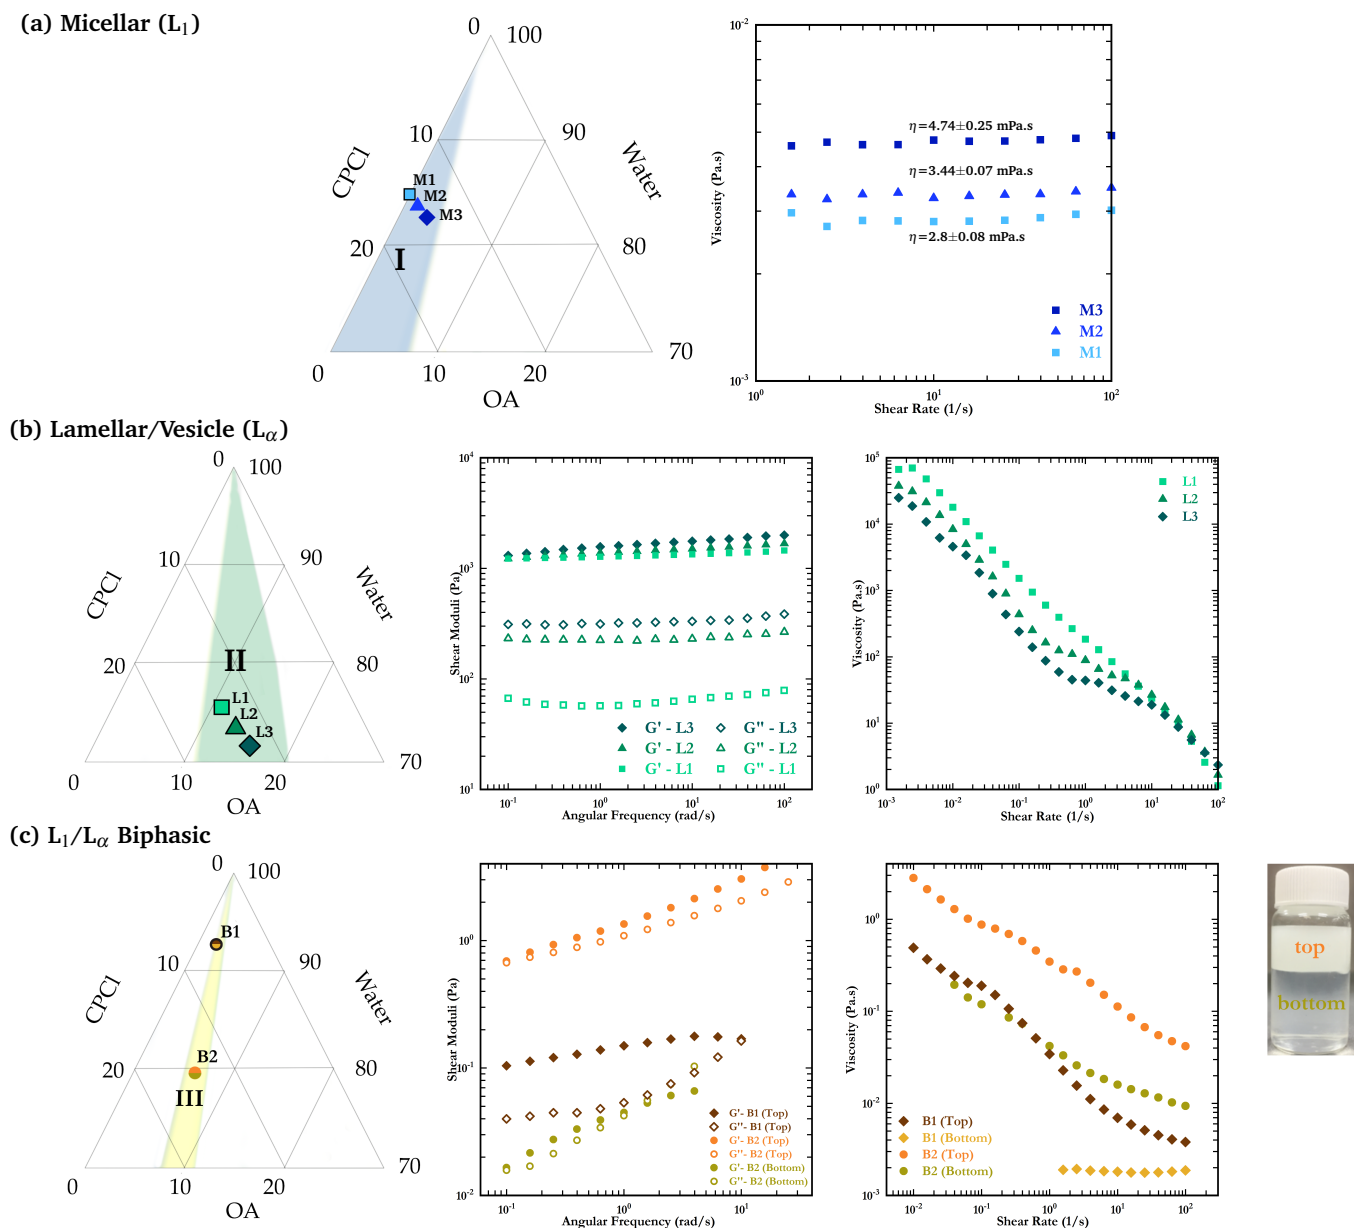 (a) Micellar (L₁)
0
100
10
90
CPCl
Water
M1
M2
M3
20
80
I
0
10
20
70
OA
10⁻²
10⁻³
Viscosity (Pa.s)
η=4.74±0.25 mPa.s
η=3.44±0.07 mPa.s
η=2.8±0.08 mPa.s
M3
M2
M1
10⁰
10¹
10²
Shear Rate (1/s)
(b) Lamellar/Vesicle (Lα)
0
100
10
90
CPCl
Water
20
80
II
L1
L2
L3
0
10
20
70
OA
10⁴
10³
10²
10¹
Shear Moduli (Pa)
G' - L3
G'' - L3
G' - L2
G'' - L2
G' - L1
G'' - L1
10⁻¹
10⁰
10¹
10²
Angular Frequency (rad/s)
10⁵
10⁴
10³
10²
10¹
10⁰
Viscosity (Pa.s)
L1
L2
L3
10⁻³
10⁻²
10⁻¹
10⁰
10¹
10²
Shear Rate (1/s)
(c) L₁/Lα Biphasic
0
100
B1
10
90
CPCl
Water
B2
20
80
III
0
10
20
70
OA
10⁰
10⁻¹
10⁻²
Shear Moduli (Pa)
G'- B1 (Top)
G''- B1 (Top)
G'- B2 (Top)
G''- B2 (Top)
G'- B2 (Bottom)
G''- B2 (Bottom)
10⁻¹
10⁰
10¹
Angular Frequency (rad/s)
10⁰
10⁻¹
10⁻²
10⁻³
Viscosity (Pa.s)
B1 (Top)
B1 (Bottom)
B2 (Top)
B2 (Bottom)
10⁻²
10⁻¹
10⁰
10¹
10²
Shear Rate (1/s)
top
bottom